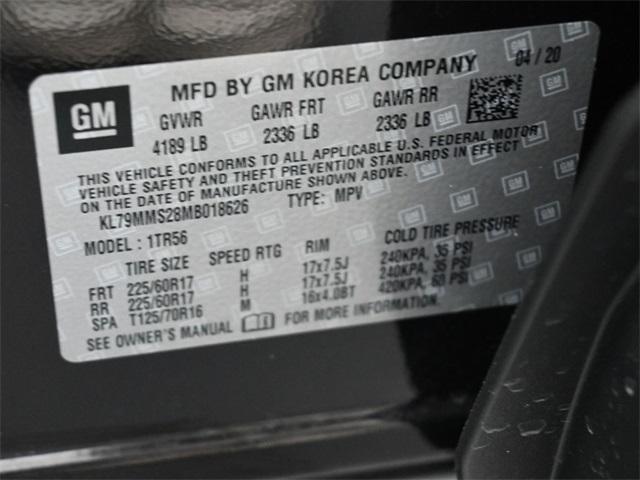 GM
MFD BY GM KOREA COMPANY 04/20
GVWR GAWR FRT GAWR RR
4189 LB 2336 LB 2336 LB
THIS VEHICLE CONFORMS TO ALL APPLICABLE U.S. FEDERAL MOTOR
VEHICLE SAFETY AND THEFT PREVENTION STANDARDS IN EFFECT
ON THE DATE OF MANUFACTURE SHOWN ABOVE.
KL79MMS28MB018626 TYPE: MPV
MODEL: 1TR56
TIRE SIZE SPEED RTG RIM COLD TIRE PRESSURE
FRT 225/60R17 H 17x7.5J 240KPA, 35 PSI
RR 225/60R17 H 17x7.5J 240KPA, 35 PSI
SPA T125/70R16 M 16x4.0BT 420KPA, 60 PSI
SEE OWNER'S MANUAL FOR MORE INFORMATION.